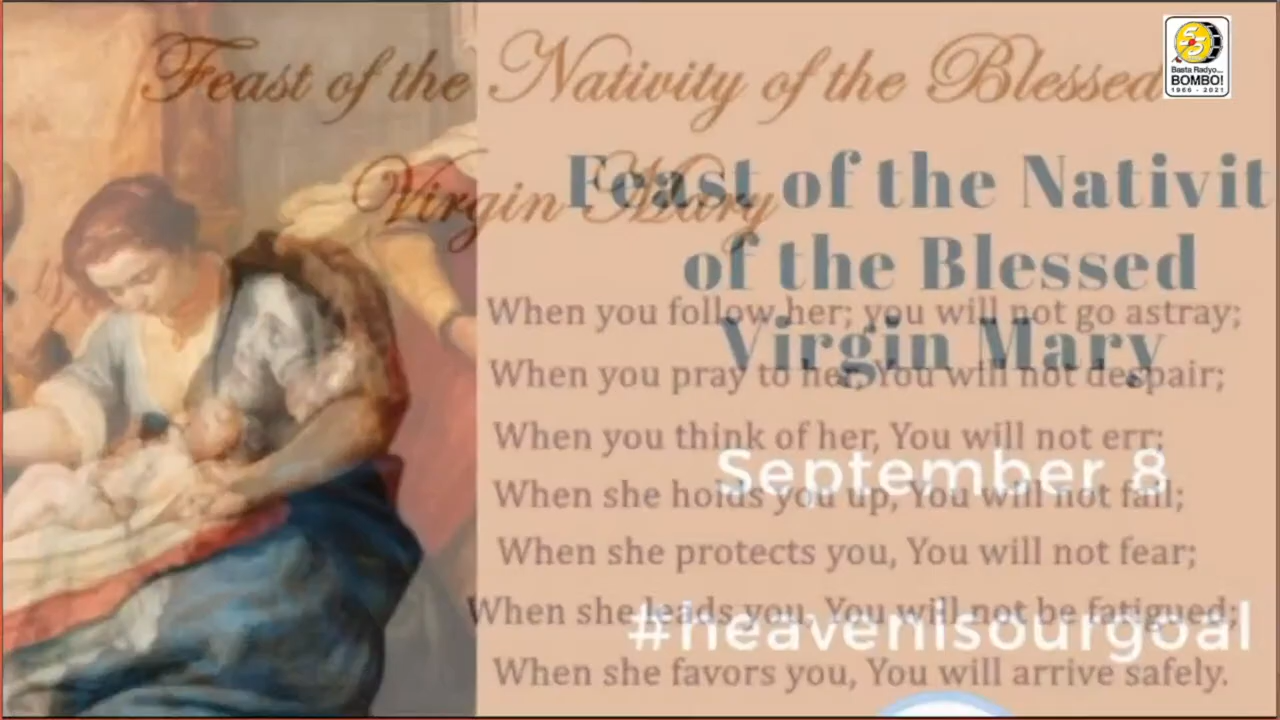 Feast of the Nativity of the Blessed
Virgin Mary
Basta Radyo...
BOMBO!
1966 - 2021
Feast of the Nativit
of the Blessed
Virgin Mary
When you follow her; you will not go astray;
When you pray to her, You will not despair;
When you think of her, You will not err;
When she holds you up, You will not fail;
When she protects you, You will not fear;
When she leads you, You will not be fatigued;
When she favors you, You will arrive safely.
September 8
#heavenisourgoal